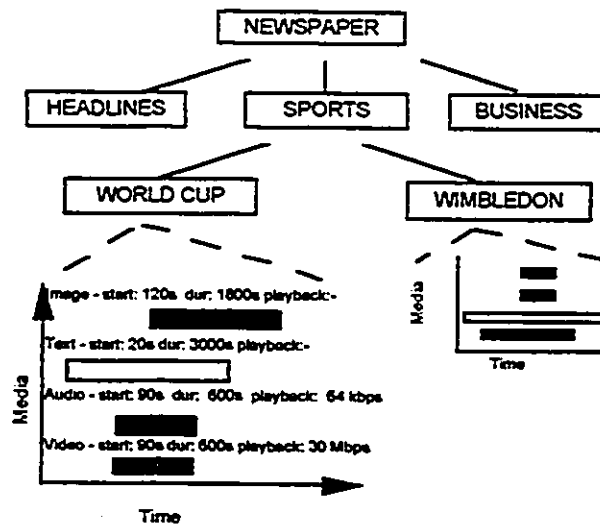 NEWSPAPER
HEADLINES
SPORTS
BUSINESS
WORLD CUP
WIMBLEDON
Image - start: 120s dur: 1800s playback:-
Text - start: 20s dur: 3000s playback:-
Audio - start: 90s dur: 600s playback: 64 kbps
Video - start: 90s dur: 600s playback: 30 Mbps
Media
Time
Media
Time